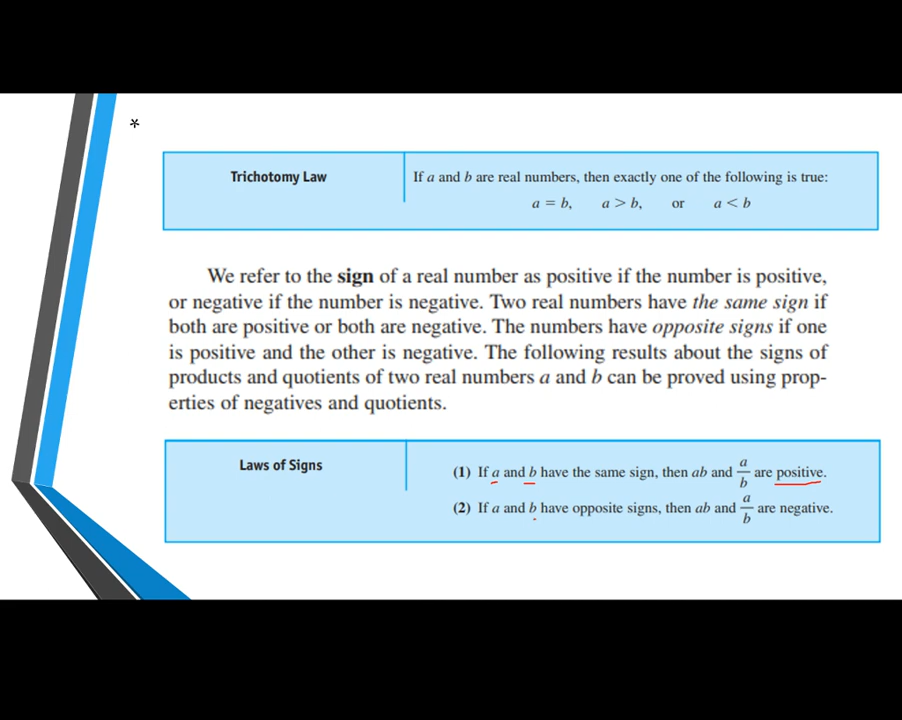 *
Trichotomy Law
If a and b are real numbers, then exactly one of the following is true:
a = b, a > b, or a < b
We refer to the sign of a real number as positive if the number is positive,
or negative if the number is negative. Two real numbers have the same sign if
both are positive or both are negative. The numbers have opposite signs if one
is positive and the other is negative. The following results about the signs of
products and quotients of two real numbers a and b can be proved using prop-
erties of negatives and quotients.
Laws of Signs
(1) If a and b have the same sign, then ab and a/b are positive.
(2) If a and b have opposite signs, then ab and a/b are negative.